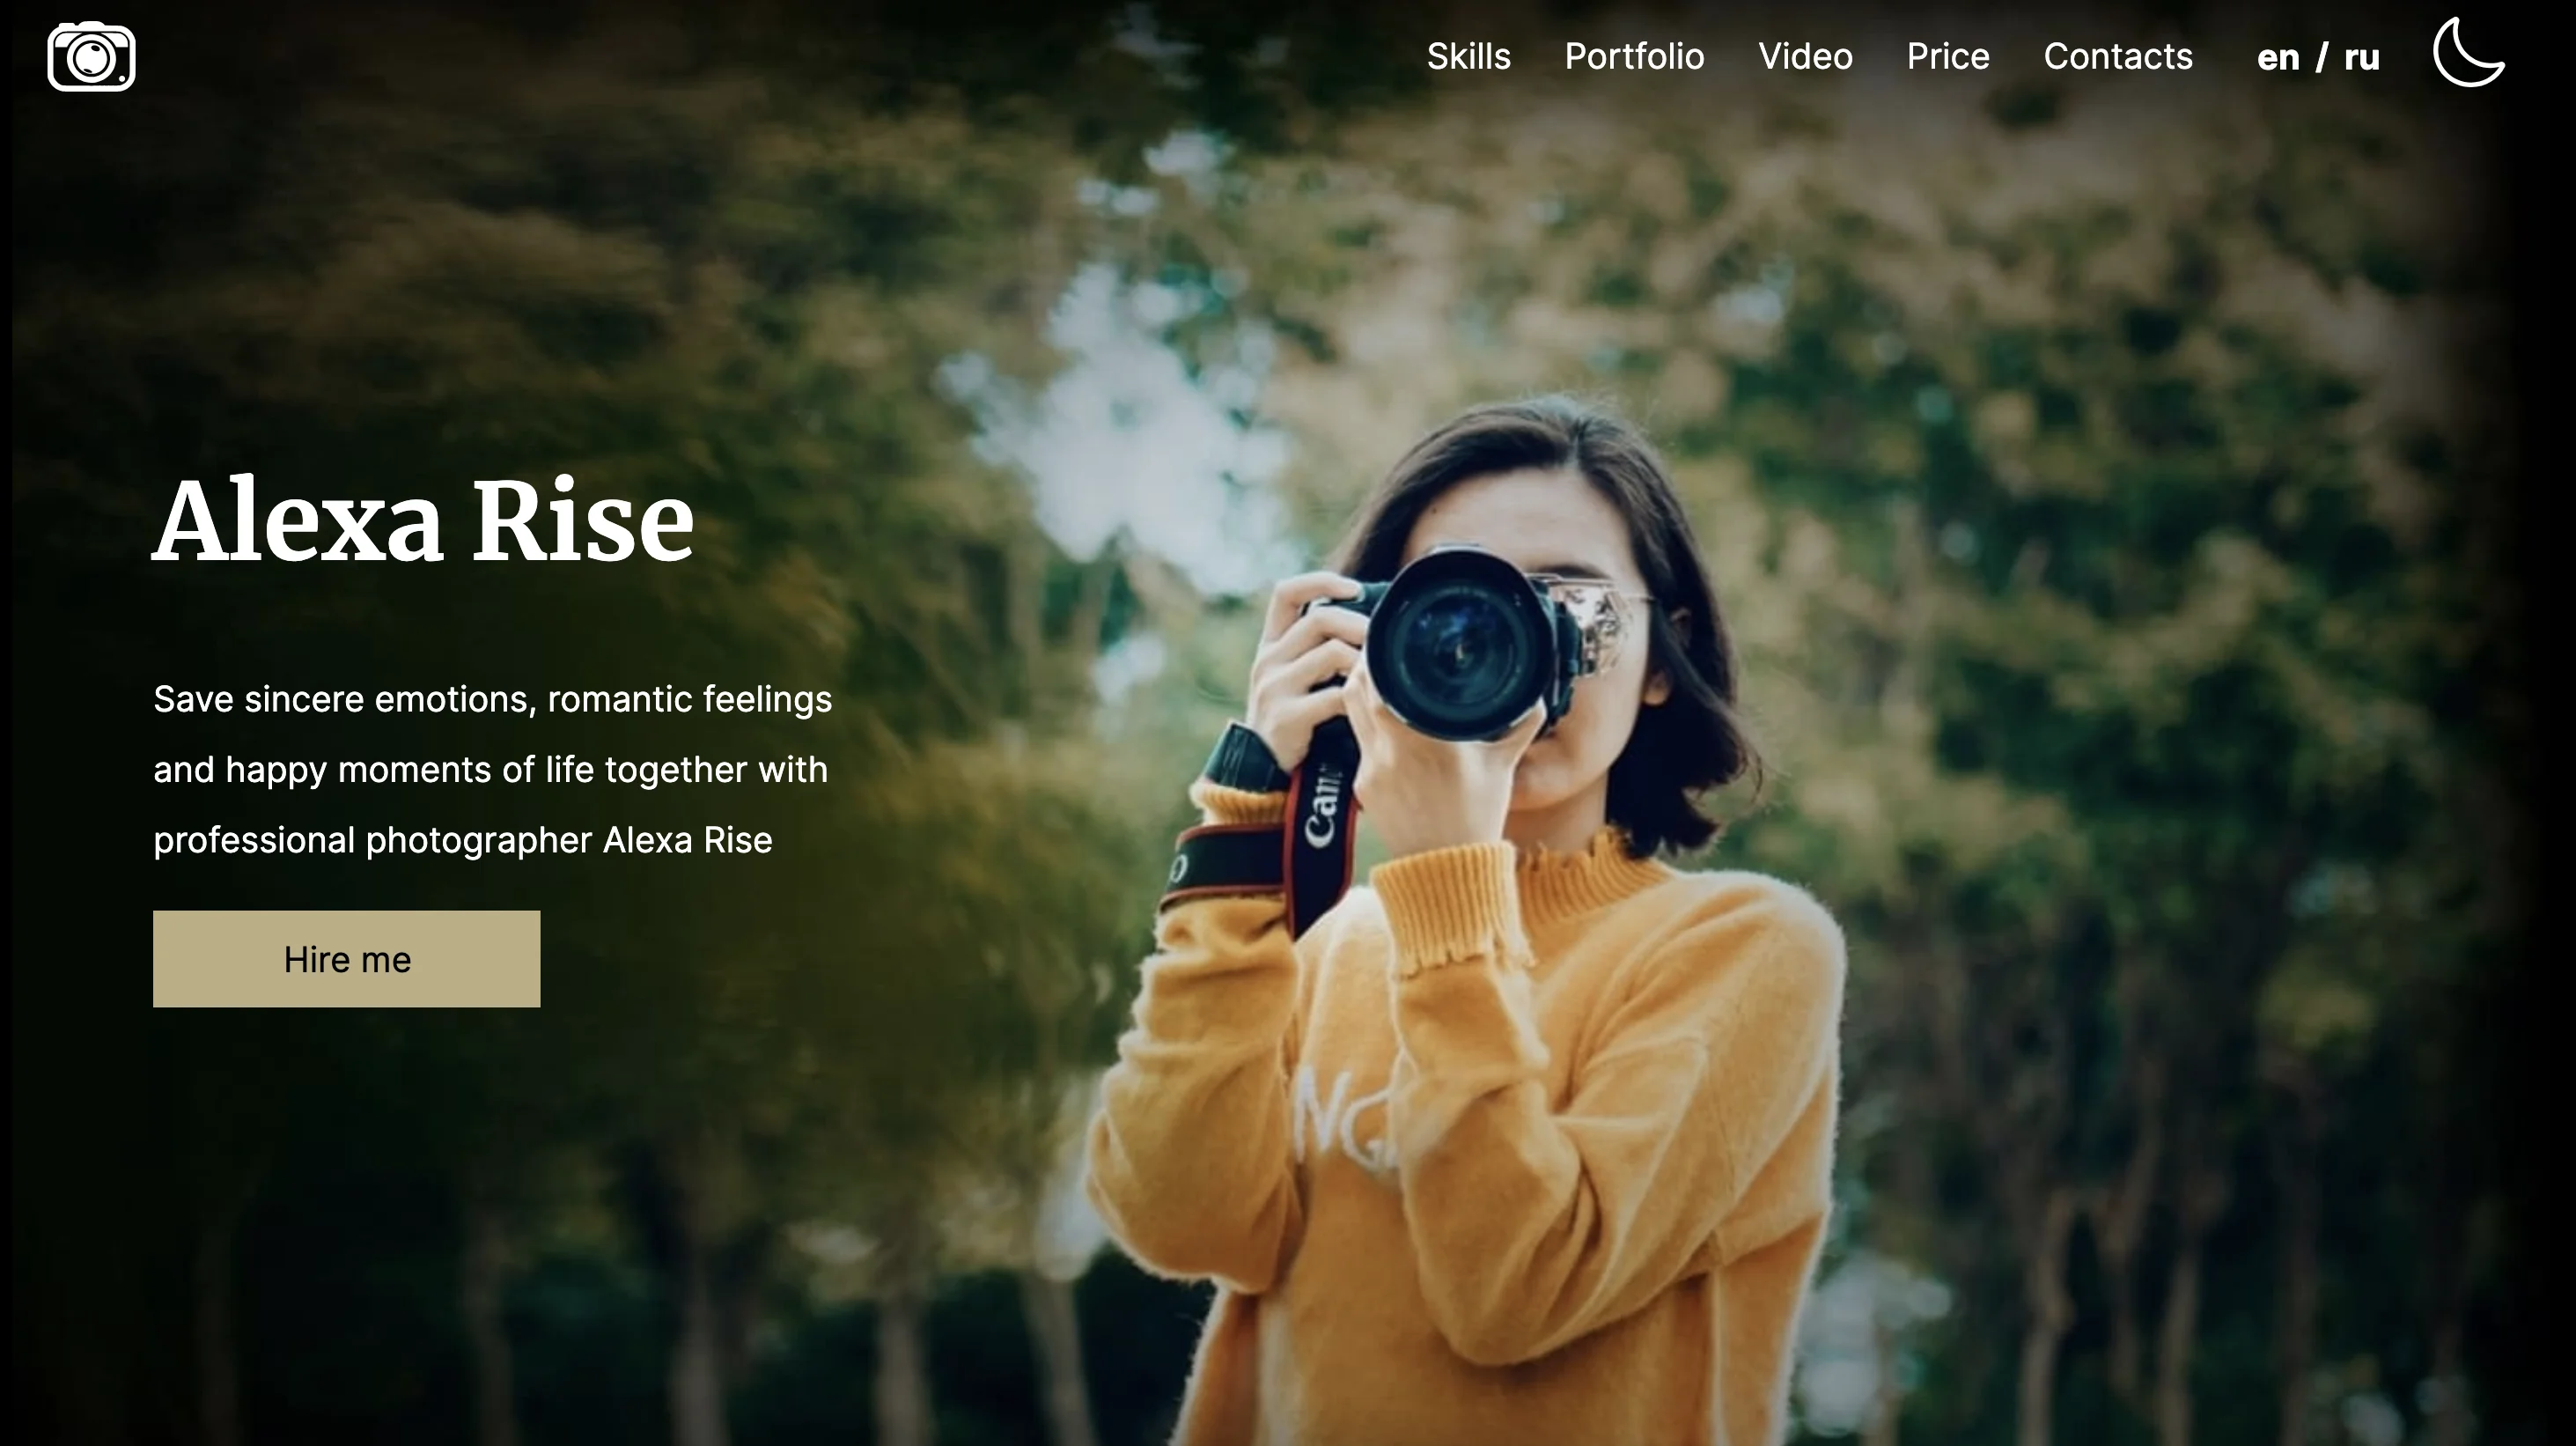 Skills Portfolio Video Price Contacts en / ru
Alexa Rise
Save sincere emotions, romantic feelings
and happy moments of life together with
professional photographer Alexa Rise
Hire me
NG